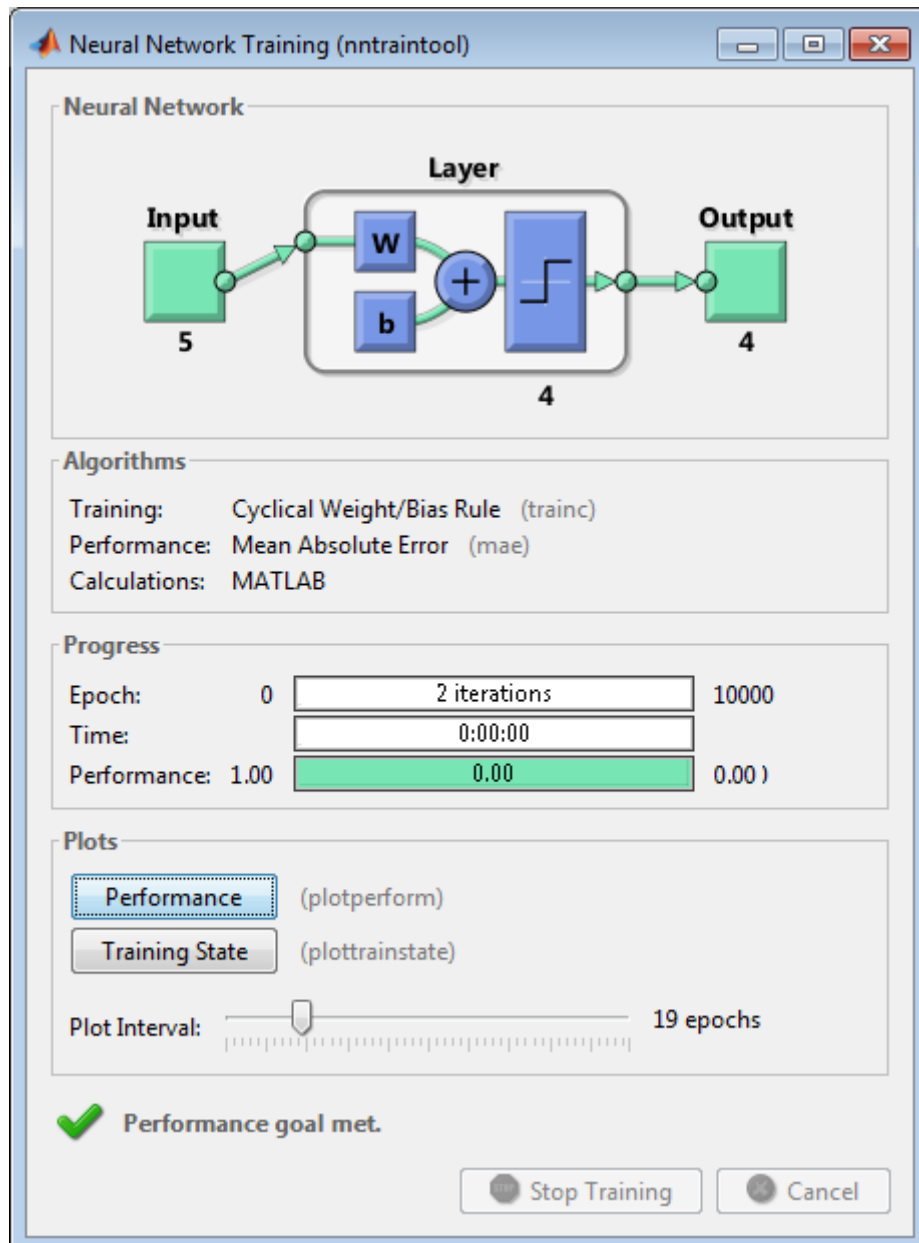 Neural Network Training (nntraintool)
Neural Network
Layer
Input
Output
W
b
5
4
4
Algorithms
Training: Cyclical Weight/Bias Rule (trainc)
Performance: Mean Absolute Error (mae)
Calculations: MATLAB
Progress
Epoch: 0 2 iterations 10000
Time: 0:00:00
Performance: 1.00 0.00 0.00 )
Plots
Performance (plotperform)
Training State (plottrainstate)
Plot Interval: 19 epochs
Performance goal met.
STOP Stop Training Cancel